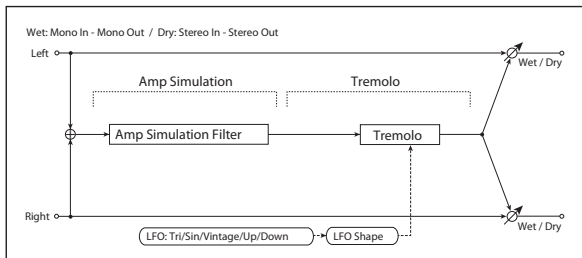 Wet: Mono In - Mono Out / Dry: Stereo In - Stereo Out
Left
Wet / Dry
Amp Simulation
Tremolo
Amp Simulation Filter
Tremolo
Right
Wet / Dry
LFO: Tri/Sin/Vintage/Up/Down
LFO Shape